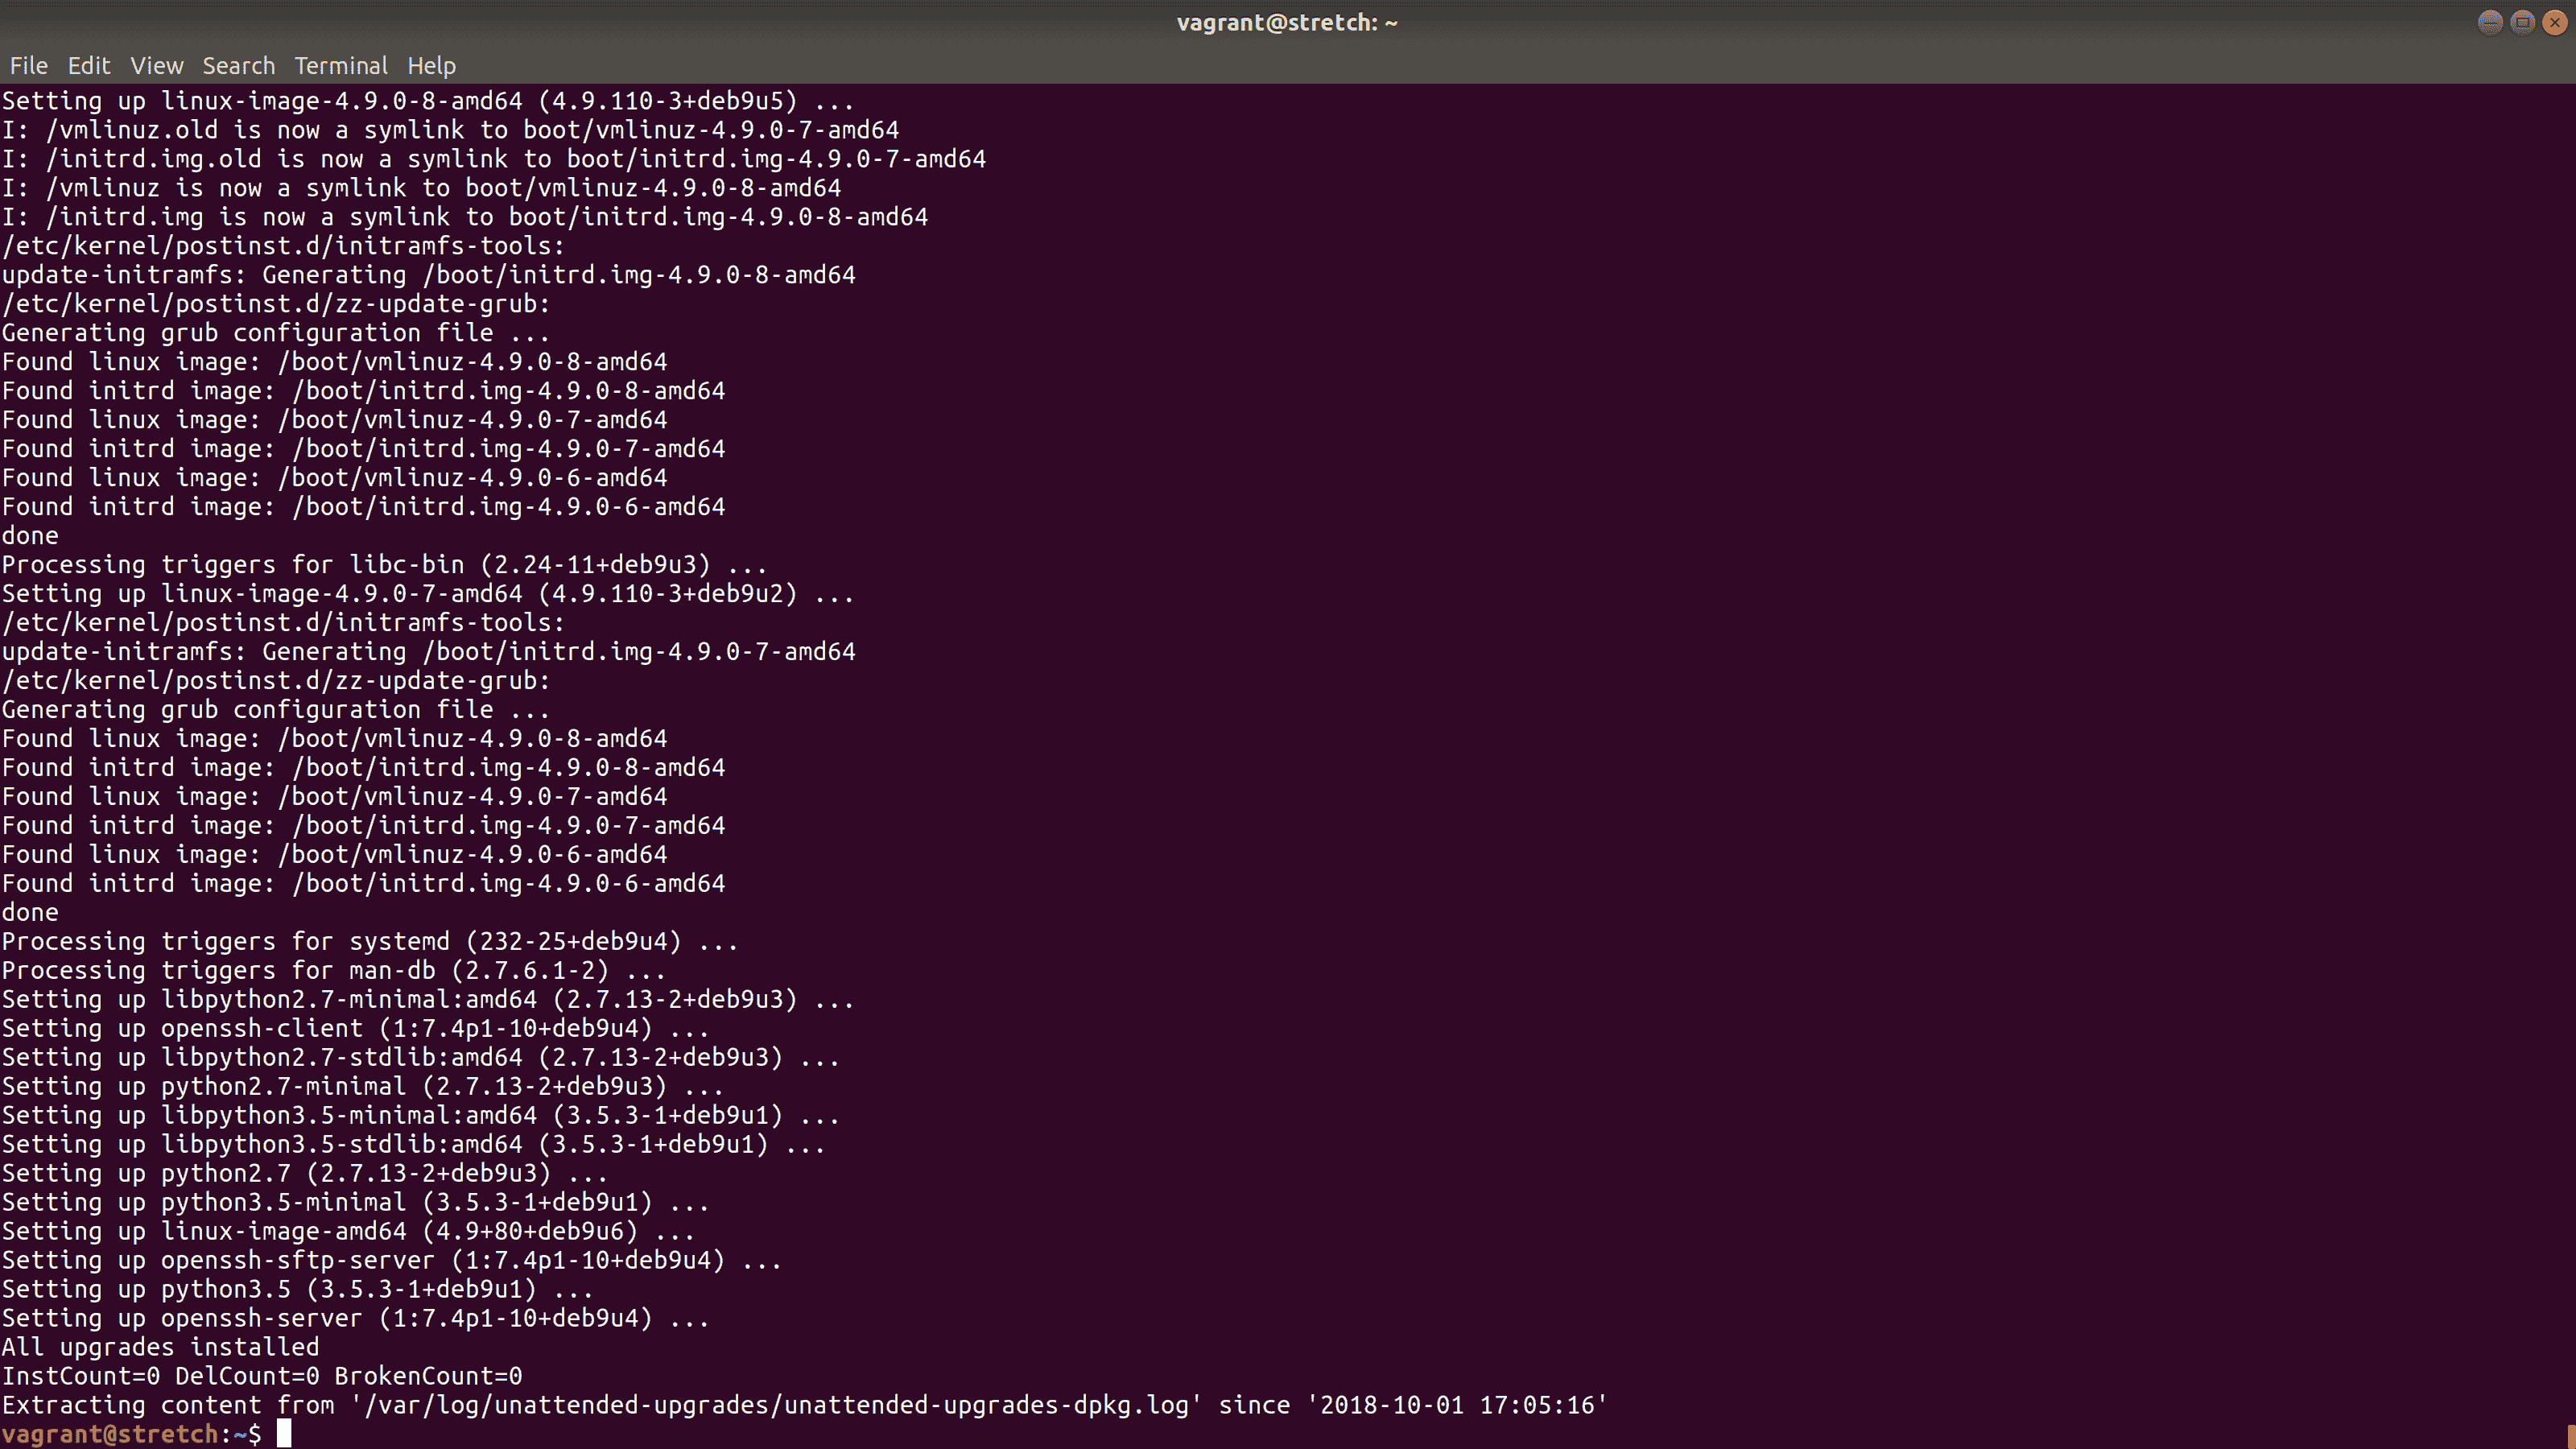 vagrant@stretch: ~
File Edit View Search Terminal Help
Setting up linux-image-4.9.0-8-amd64 (4.9.110-3+deb9u5) ...
I: /vmlinuz.old is now a symlink to boot/vmlinuz-4.9.0-7-amd64
I: /initrd.img.old is now a symlink to boot/initrd.img-4.9.0-7-amd64
I: /vmlinuz is now a symlink to boot/vmlinuz-4.9.0-8-amd64
I: /initrd.img is now a symlink to boot/initrd.img-4.9.0-8-amd64
/etc/kernel/postinst.d/initramfs-tools:
update-initramfs: Generating /boot/initrd.img-4.9.0-8-amd64
/etc/kernel/postinst.d/zz-update-grub:
Generating grub configuration file ...
Found linux image: /boot/vmlinuz-4.9.0-8-amd64
Found initrd image: /boot/initrd.img-4.9.0-8-amd64
Found linux image: /boot/vmlinuz-4.9.0-7-amd64
Found initrd image: /boot/initrd.img-4.9.0-7-amd64
Found linux image: /boot/vmlinuz-4.9.0-6-amd64
Found initrd image: /boot/initrd.img-4.9.0-6-amd64
done
Processing triggers for libc-bin (2.24-11+deb9u3) ...
Setting up linux-image-4.9.0-7-amd64 (4.9.110-3+deb9u2) ...
/etc/kernel/postinst.d/initramfs-tools:
update-initramfs: Generating /boot/initrd.img-4.9.0-7-amd64
/etc/kernel/postinst.d/zz-update-grub:
Generating grub configuration file ...
Found linux image: /boot/vmlinuz-4.9.0-8-amd64
Found initrd image: /boot/initrd.img-4.9.0-8-amd64
Found linux image: /boot/vmlinuz-4.9.0-7-amd64
Found initrd image: /boot/initrd.img-4.9.0-7-amd64
Found linux image: /boot/vmlinuz-4.9.0-6-amd64
Found initrd image: /boot/initrd.img-4.9.0-6-amd64
done
Processing triggers for systemd (232-25+deb9u4) ...
Processing triggers for man-db (2.7.6.1-2) ...
Setting up libpython2.7-minimal:amd64 (2.7.13-2+deb9u3) ...
Setting up openssh-client (1:7.4p1-10+deb9u4) ...
Setting up libpython2.7-stdlib:amd64 (2.7.13-2+deb9u3) ...
Setting up python2.7-minimal (2.7.13-2+deb9u3) ...
Setting up libpython3.5-minimal:amd64 (3.5.3-1+deb9u1) ...
Setting up libpython3.5-stdlib:amd64 (3.5.3-1+deb9u1) ...
Setting up python2.7 (2.7.13-2+deb9u3) ...
Setting up python3.5-minimal (3.5.3-1+deb9u1) ...
Setting up linux-image-amd64 (4.9+80+deb9u6) ...
Setting up openssh-sftp-server (1:7.4p1-10+deb9u4) ...
Setting up python3.5 (3.5.3-1+deb9u1) ...
Setting up openssh-server (1:7.4p1-10+deb9u4) ...
All upgrades installed
InstCount=0 DelCount=0 BrokenCount=0
Extracting content from '/var/log/unattended-upgrades/unattended-upgrades-dpkg.log' since '2018-10-01 17:05:16'
vagrant@stretch:~$